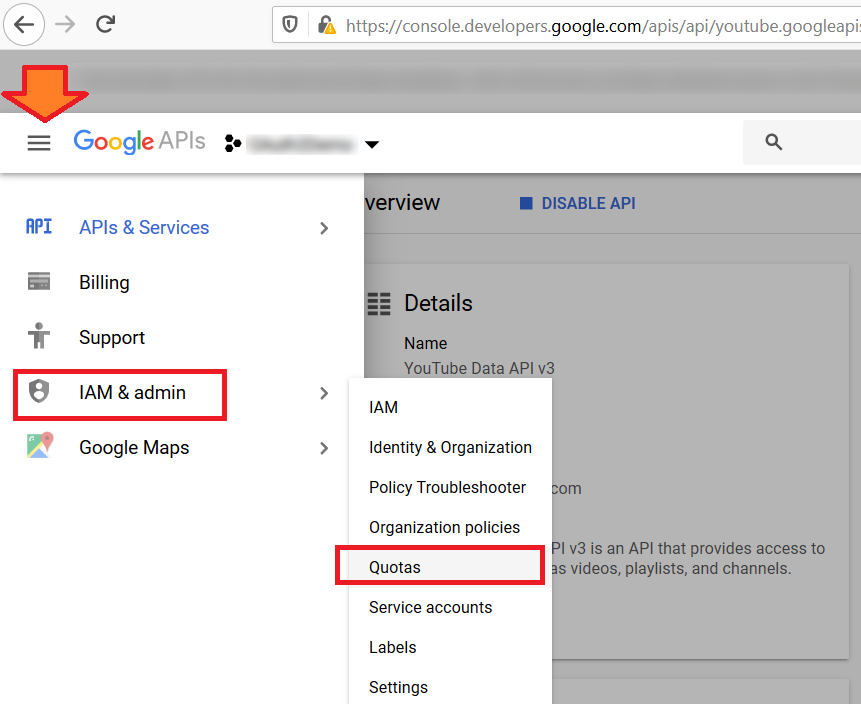 https://console.developers.google.com/apis/api/youtube.googleapis
Google APIs
API APIs & Services
Billing
Support
IAM & admin
Google Maps
verview
DISABLE API
Details
Name
YouTube Data API v3
IAM
Identity & Organization
Policy Troubleshooter
com
Organization policies
PI v3 is an API that provides access to
Quotas
as videos, playlists, and channels.
Service accounts
Labels
Settings